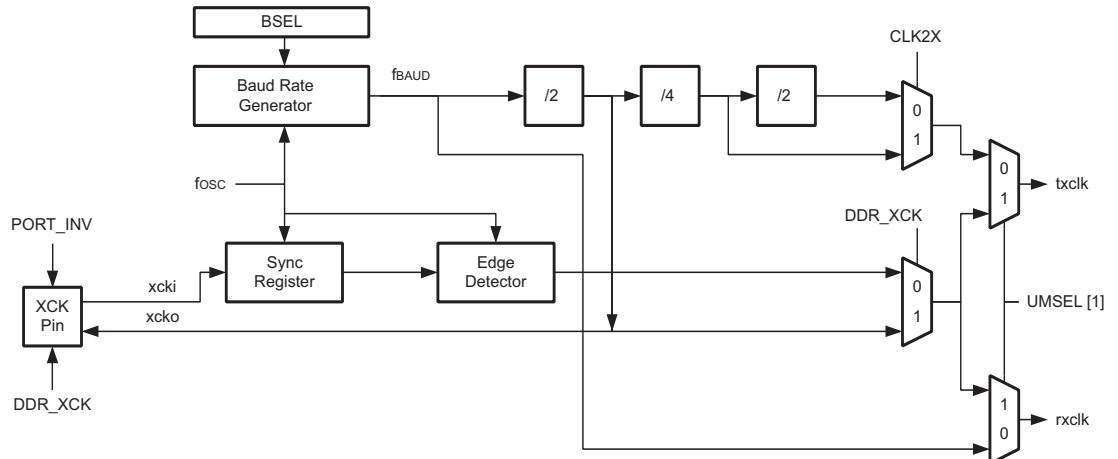 BSEL
CLK2X
Baud Rate
Generator
fBAUD
/2
/4
/2
0
1
0
1
txclk
fOSC
DDR_XCK
PORT_INV
Sync
Register
Edge
Detector
xcki
0
1
UMSEL [1]
XCK
Pin
xcko
DDR_XCK
1
0
rxclk